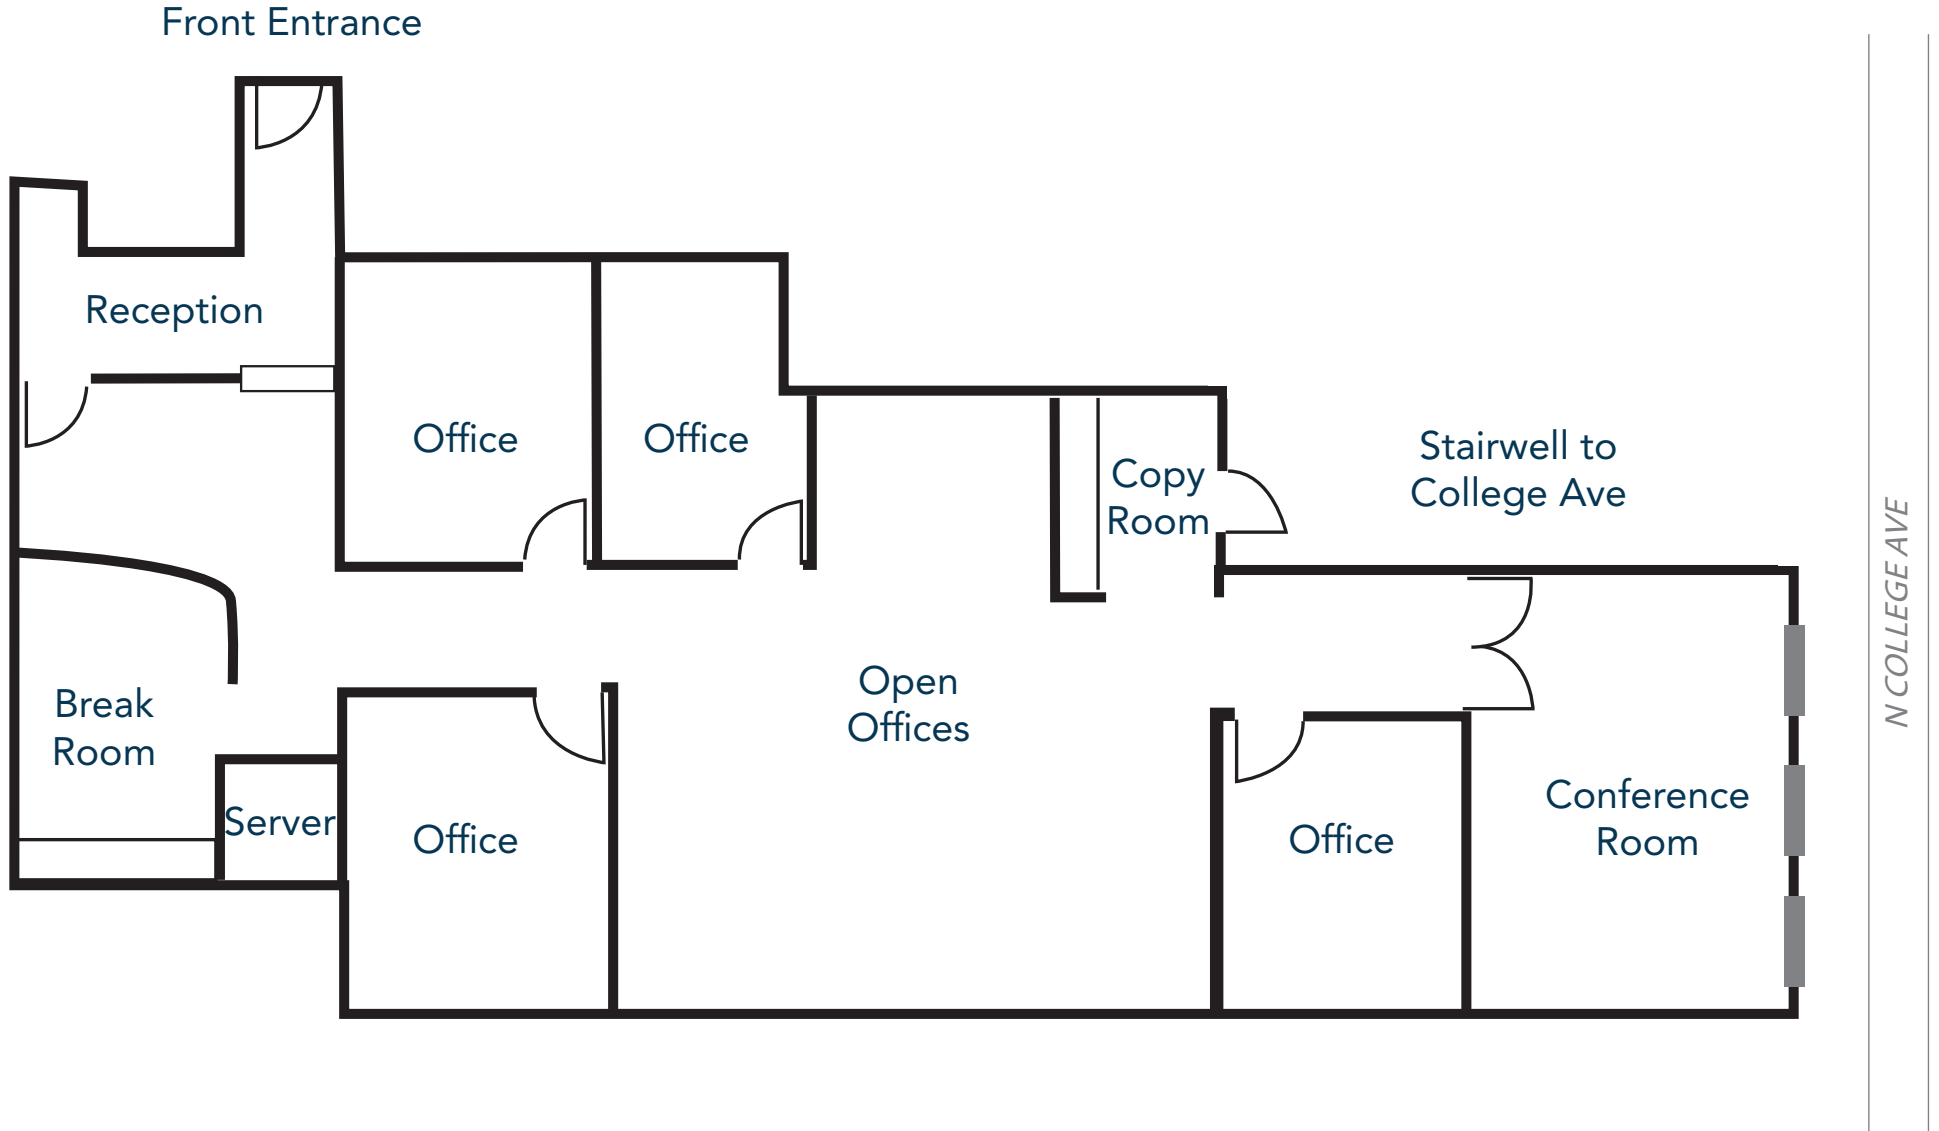 Front Entrance
Reception
Office
Office
Copy
Room
Stairwell to
College Ave
N COLLEGE AVE
Break
Room
Server
Office
Open
Offices
Office
Conference
Room